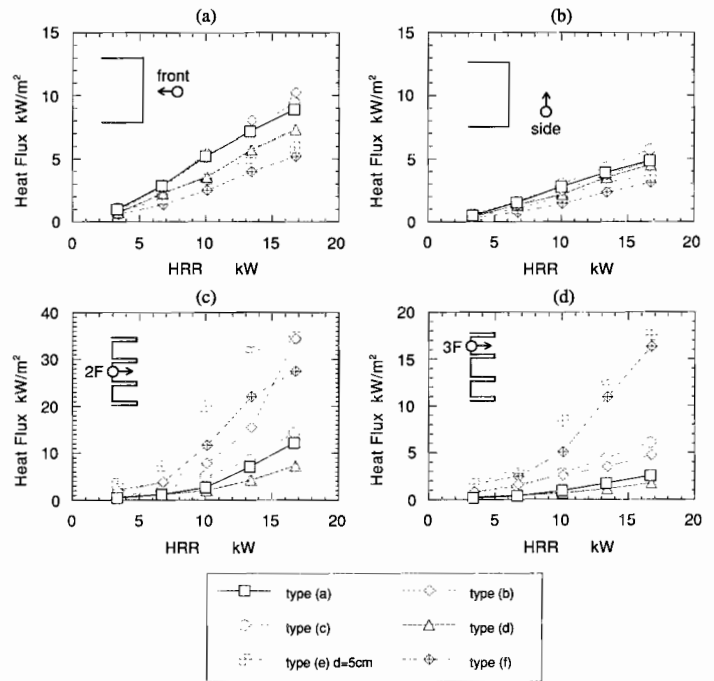 (a)
(b)
15
10
5
0
Heat Flux kW/m²
front
0 5 10 15 20
HRR kW
15
10
5
0
Heat Flux kW/m²
side
0 5 10 15 20
HRR kW
(c)
(d)
40
30
20
10
0
Heat Flux kW/m²
2F
0 5 10 15 20
HRR kW
20
15
10
5
0
Heat Flux kW/m²
3F
0 5 10 15 20
HRR kW
type (a)
type (b)
type (c)
type (d)
type (e) d=5cm
type (f)